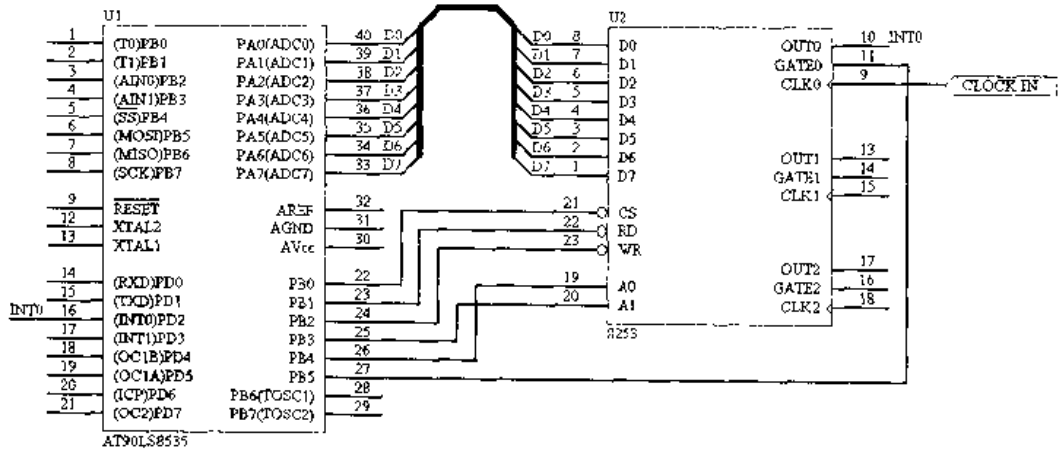 U1
1 (T0)PB0
2 (T1)PB1
3 (AIN0)PB2
4 (AIN1)PB3
5 (SS)PB4
6 (MOSI)PB5
7 (MISO)PB6
8 (SCK)PB7
9 RESET
12 XTAL2
13 XTAL1
14 (RXD)PD0
15 (TXD)PD1
INT0 16 (INT0)PD2
17 (INT1)PD3
18 (OC1B)PD4
19 (OC1A)PD5
20 (ICP)PD6
21 (OC2)PD7
PA0(ADC0) 40 D0
PA1(ADC1) 39 D1
PA2(ADC2) 38 D2
PA3(ADC3) 37 D3
PA4(ADC4) 36 D4
PA5(ADC5) 35 D5
PA6(ADC6) 34 D6
PA7(ADC7) 33 D7
AREF 32
AGND 31
AVcc 30
PB0 22
PB1 23
PB2 24
PB3 25
PB4 26
PB5 27
PB6(TOSC1) 28
PB7(TOSC2) 29
AT90LS8535
U2
D0 8 D0
D1 7 D1
D2 6 D2
D3 5 D3
D4 4 D4
D5 3 D5
D6 2 D6
D7 1 D7
21 CS
22 RD
23 WR
19 A0
20 A1
OUT0 10 INT0
GATE0 11
CLK0 9 CLOCK IN
OUT1 13
GATE1 14
CLK1 15
OUT2 17
GATE2 16
CLK2 18
8253